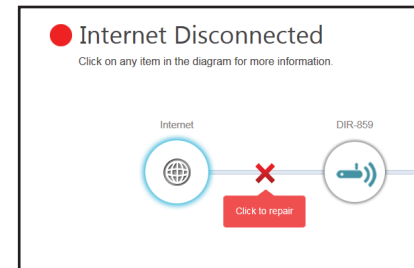 Internet Disconnected
Click on any item in the diagram for more information.
Internet
DIR-859
Click to repair